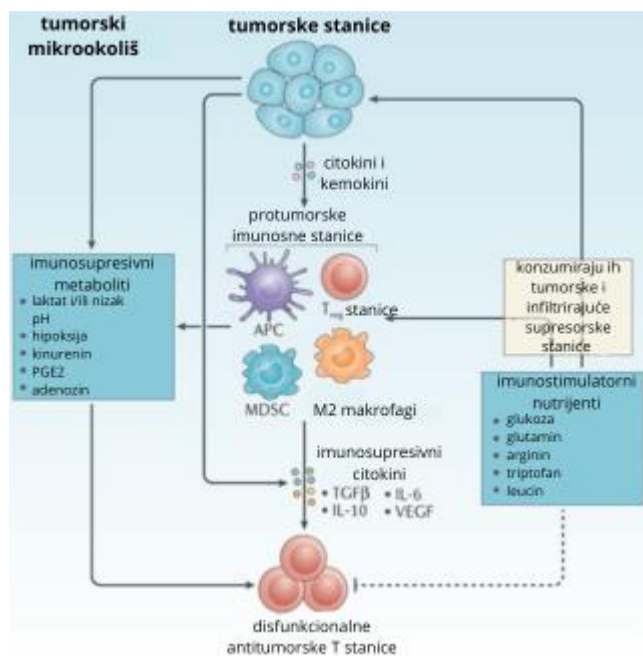 tumorski
mikrookoliš
tumorske stanice
citokini i
kemokini
protumorske
imunosne stanice
imunosupresivni
metaboliti
• laktat i/ili nizak
pH
• hipoksija
• kinurenin
• PGE2
• adenozin
APC
Treg stanice
MDSC
M2 makrofagi
konzumiraju ih
tumorske i
infiltrirajuće
supresorske
stanice
imunostimulatorni
nutrijenti
• glukoza
• glutamin
• arginin
• triptofan
• leucin
imunosupresivni
citokini
• TGFβ • IL-6
• IL-10 • VEGF
disfunkcionalne
antitumorske T stanice